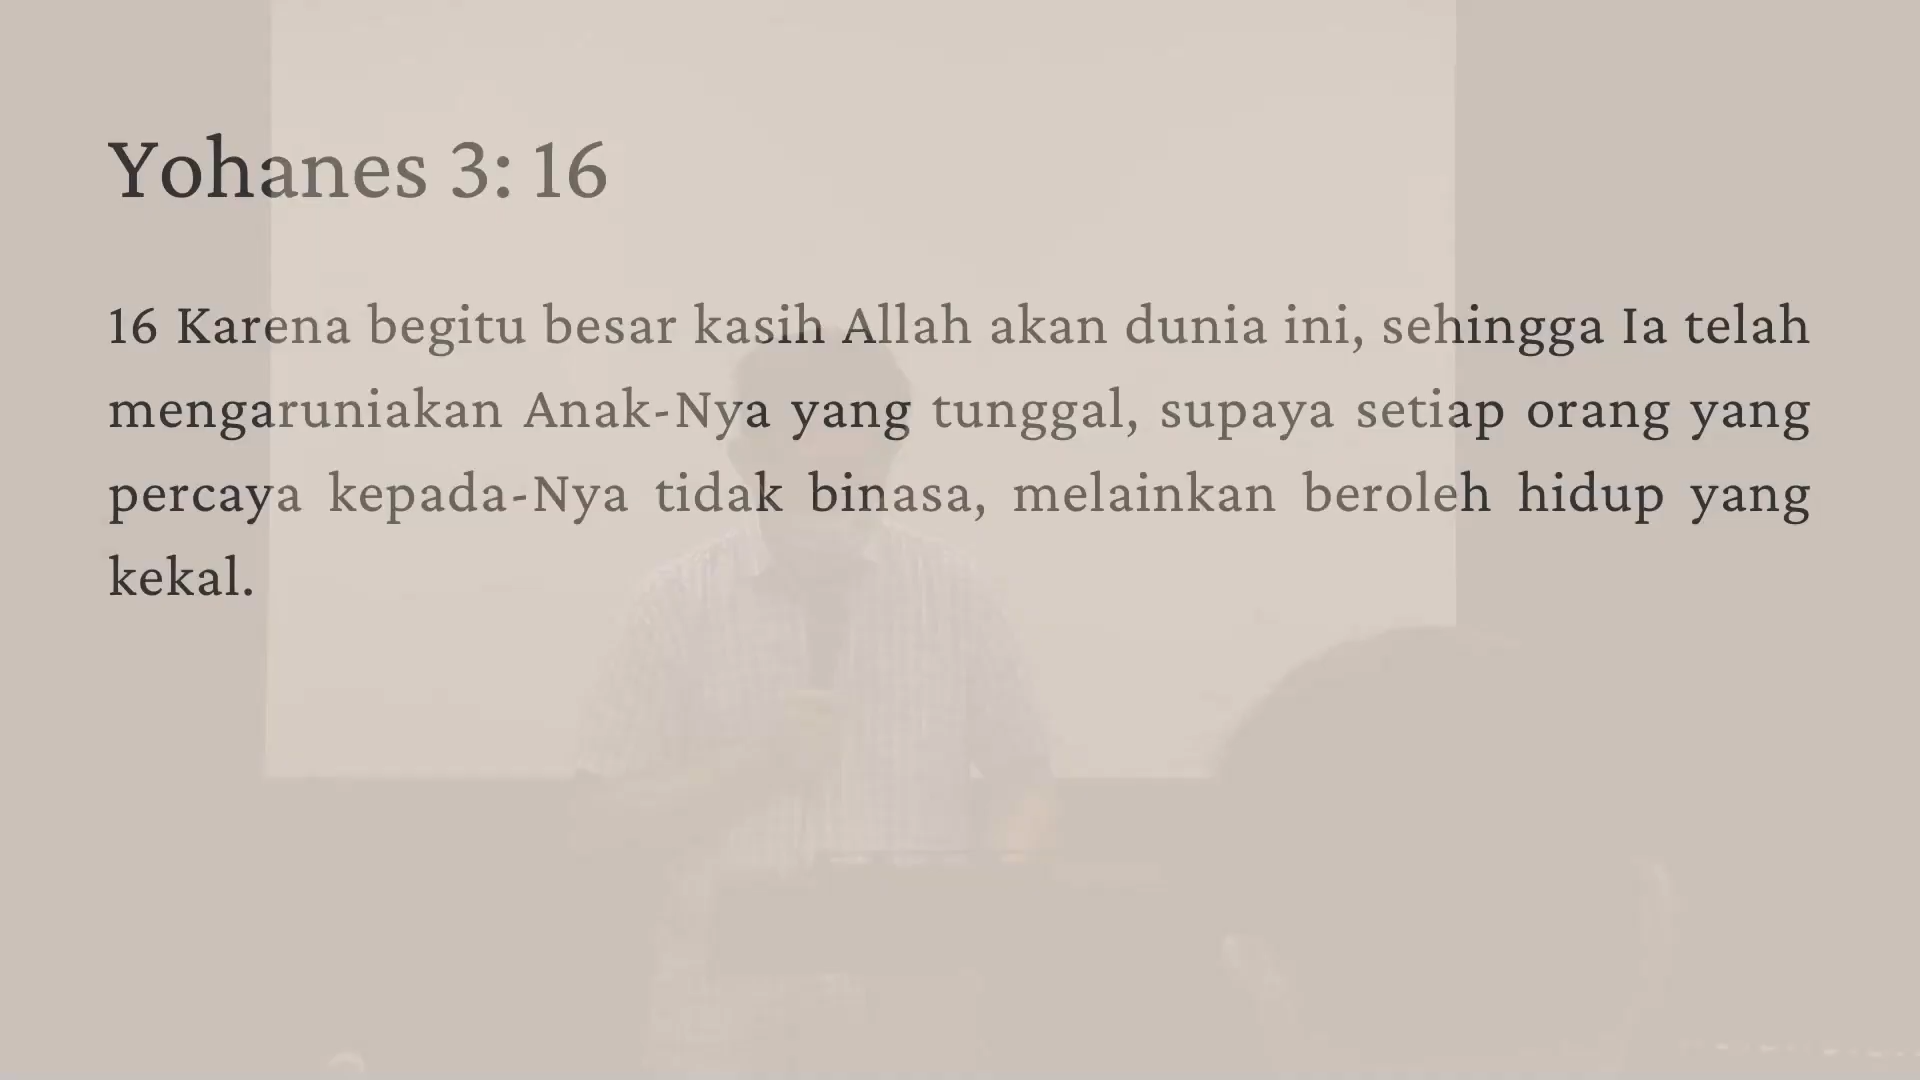 Yohanes 3: 16
16 Karena begitu besar kasih Allah akan dunia ini, sehingga Ia telah
mengaruniakan Anak-Nya yang tunggal, supaya setiap orang yang
percaya kepada-Nya tidak binasa, melainkan beroleh hidup yang
kekal.